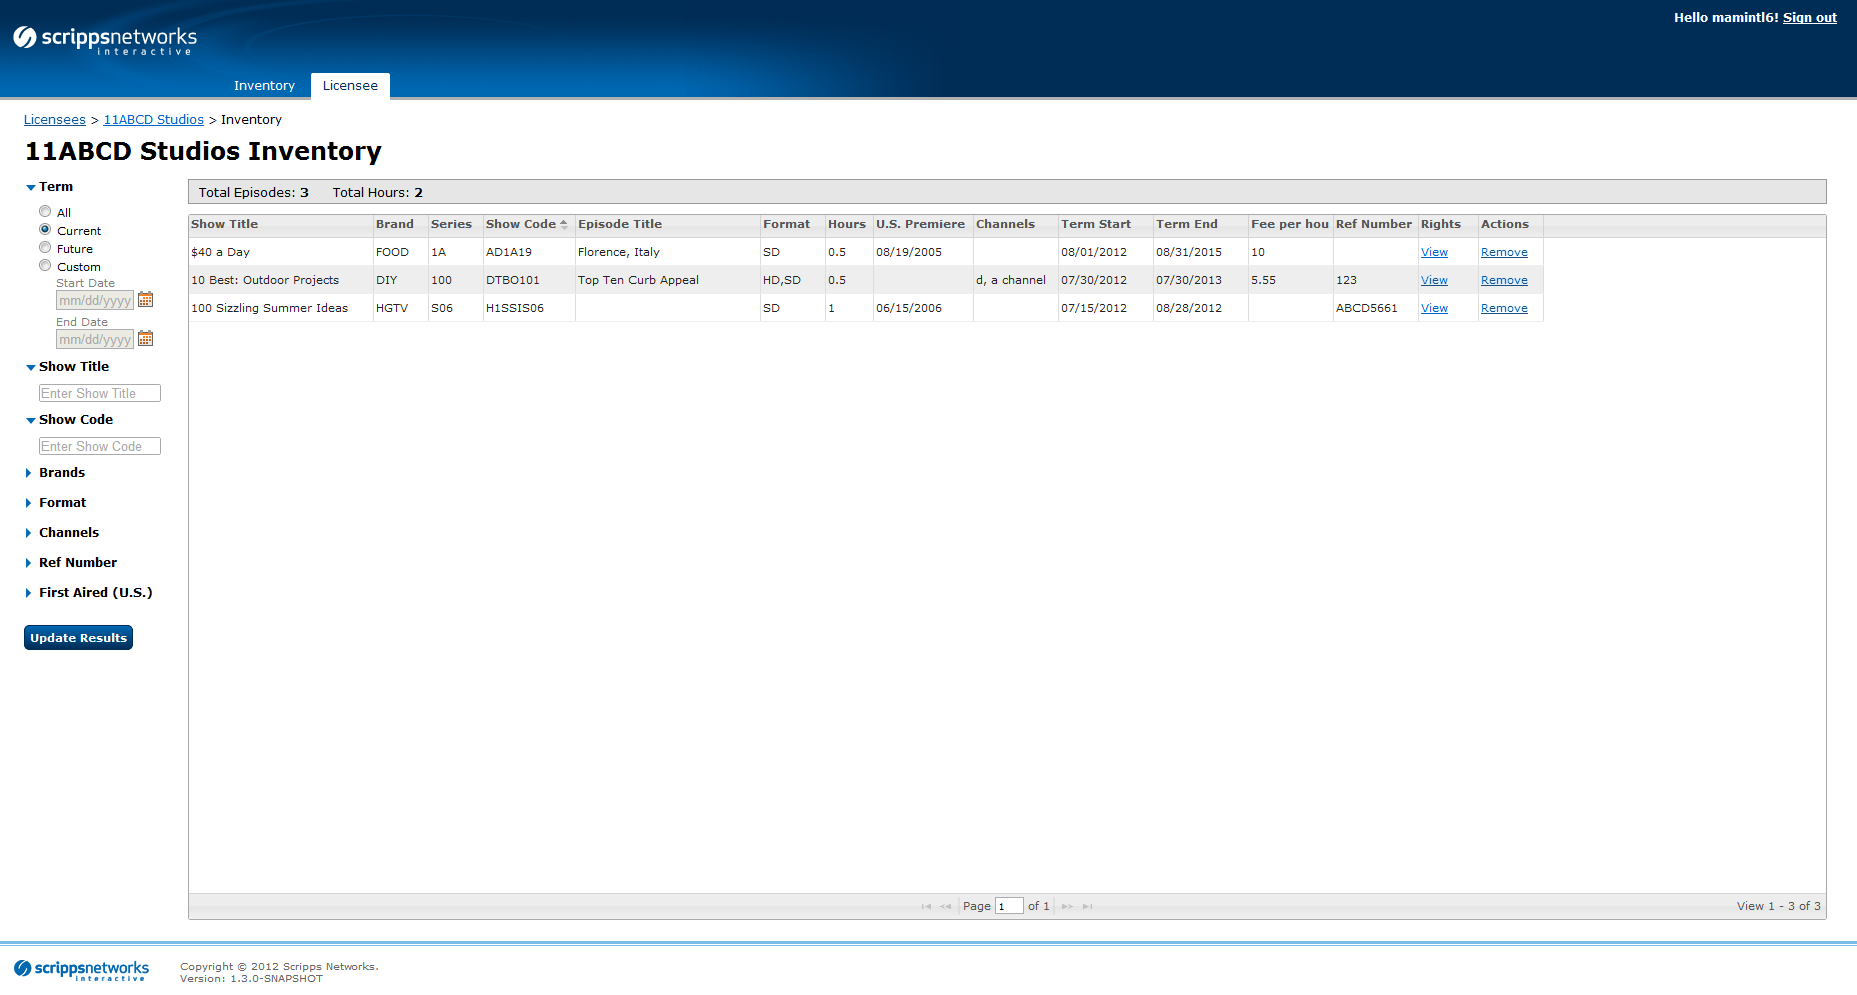 Hello mamintl6! Sign out
scrippsnetworks
interactive
Inventory Licensee
Licensees > 11ABCD Studios > Inventory
11ABCD Studios Inventory
Term
All
Current
Future
Custom
Start Date
mm/dd/yyyy
End Date
mm/dd/yyyy
Show Title
Enter Show Title
Show Code
Enter Show Code
Brands
Format
Channels
Ref Number
First Aired (U.S.)
Update Results
Total Episodes: 3 Total Hours: 2
Show Title Brand Series Show Code Episode Title Format Hours U.S. Premiere Channels Term Start Term End Fee per hou Ref Number Rights Actions
$40 a Day FOOD 1A AD1A19 Florence, Italy SD 0.5 08/19/2005 08/01/2012 08/31/2015 10 View Remove
10 Best: Outdoor Projects DIY 100 DTBO101 Top Ten Curb Appeal HD,SD 0.5 d, a channel 07/30/2012 07/30/2013 5.55 123 View Remove
100 Sizzling Summer Ideas HGTV S06 H1SSIS06 SD 1 06/15/2006 07/15/2012 08/28/2012 ABCD5661 View Remove
Page 1 of 1
View 1 - 3 of 3
scrippsnetworks
interactive
Copyright © 2012 Scripps Networks.
Version: 1.3.0-SNAPSHOT